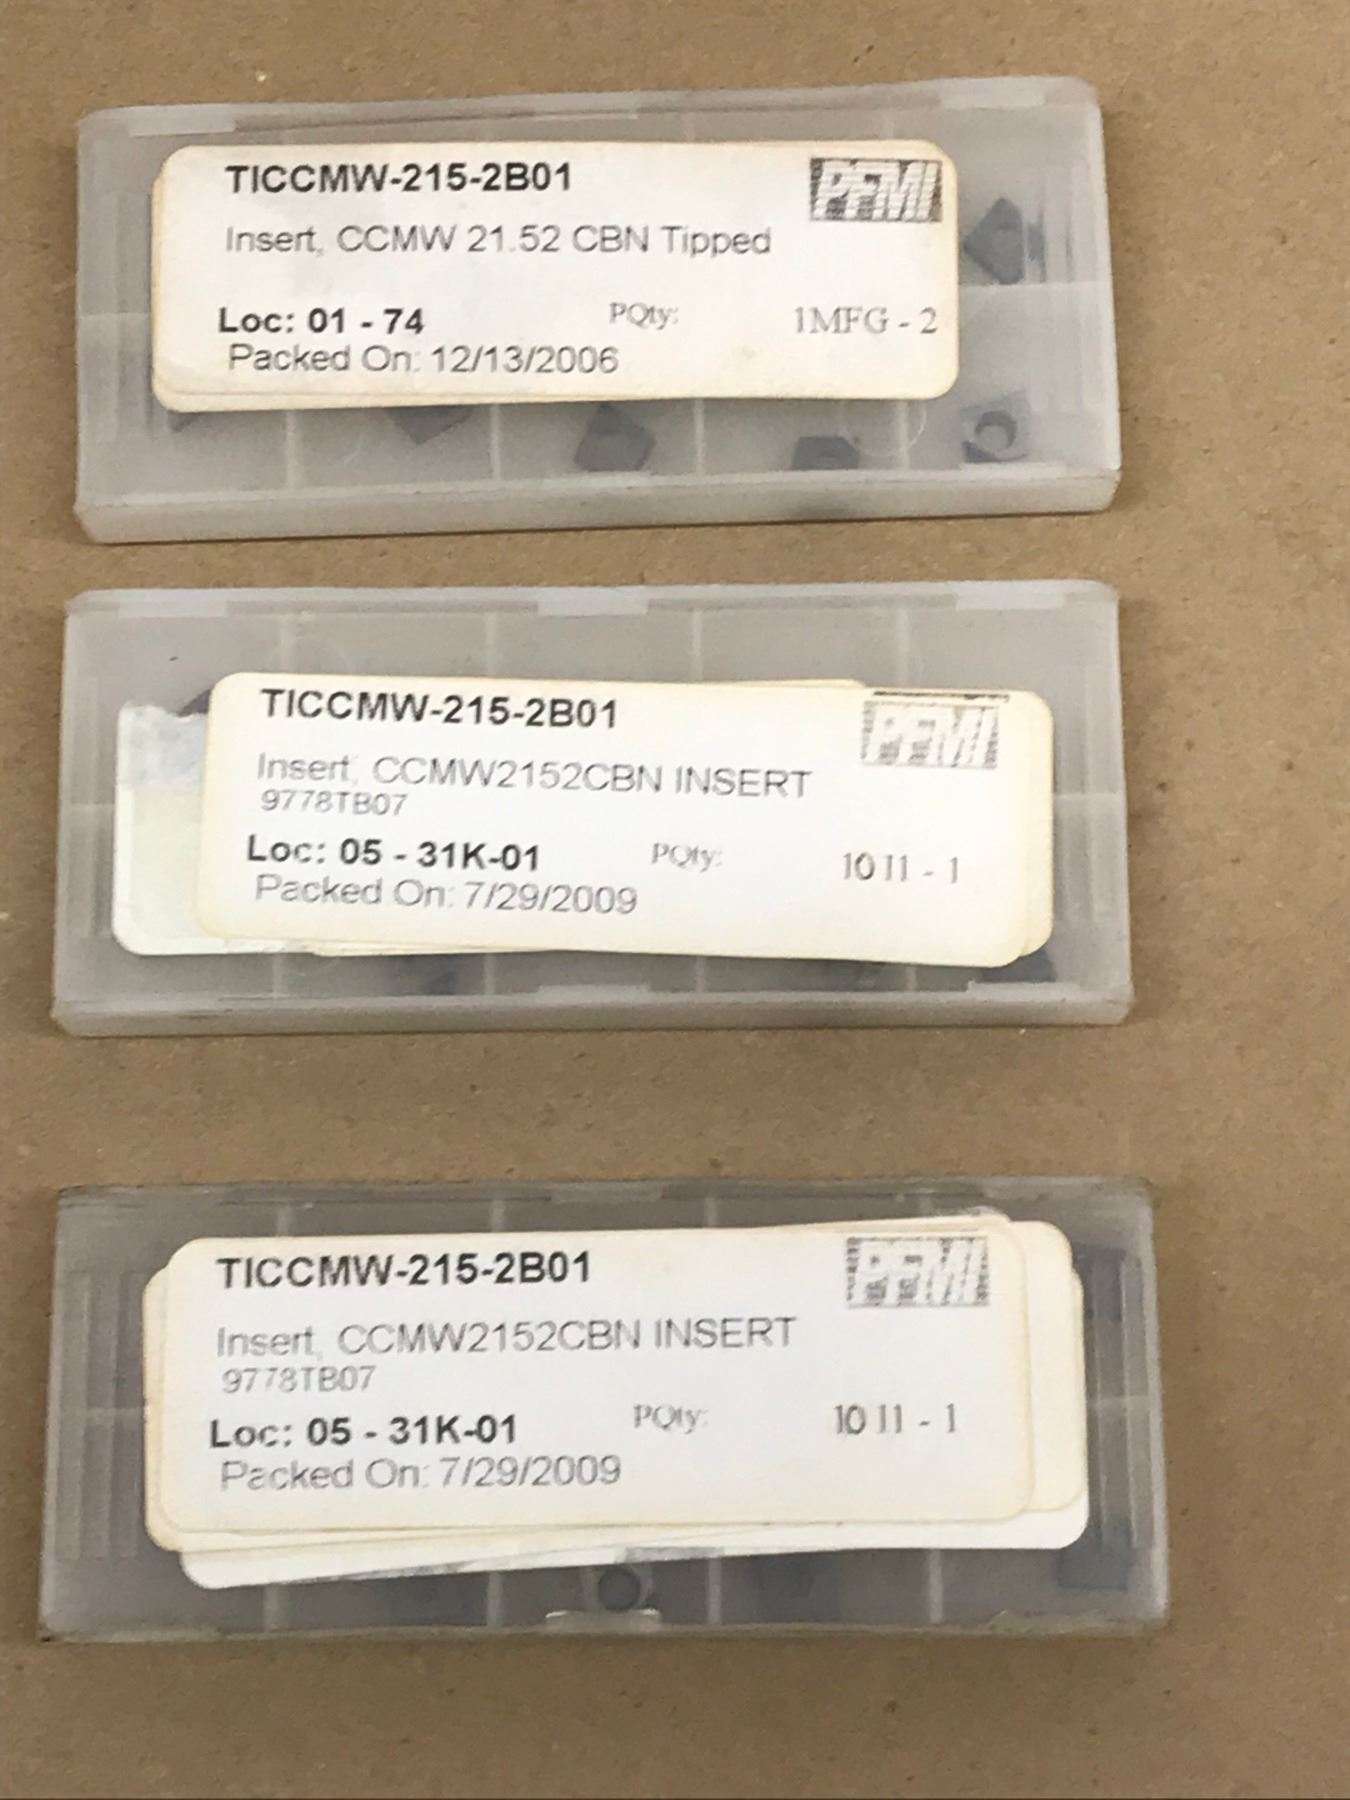 TICCMW-215-2B01
PFMI
Insert, CCMW 21.52 CBN Tipped
Loc: 01 - 74 PQty: 1MFG - 2
Packed On: 12/13/2006
TICCMW-215-2B01
PFMI
Insert, CCMW2152CBN INSERT
9778TB07
Loc: 05 - 31K-01 PQty: 10 I1 - 1
Packed On: 7/29/2009
TICCMW-215-2B01
PFMI
Insert, CCMW2152CBN INSERT
9778TB07
Loc: 05 - 31K-01 PQty: 10 I1 - 1
Packed On: 7/29/2009